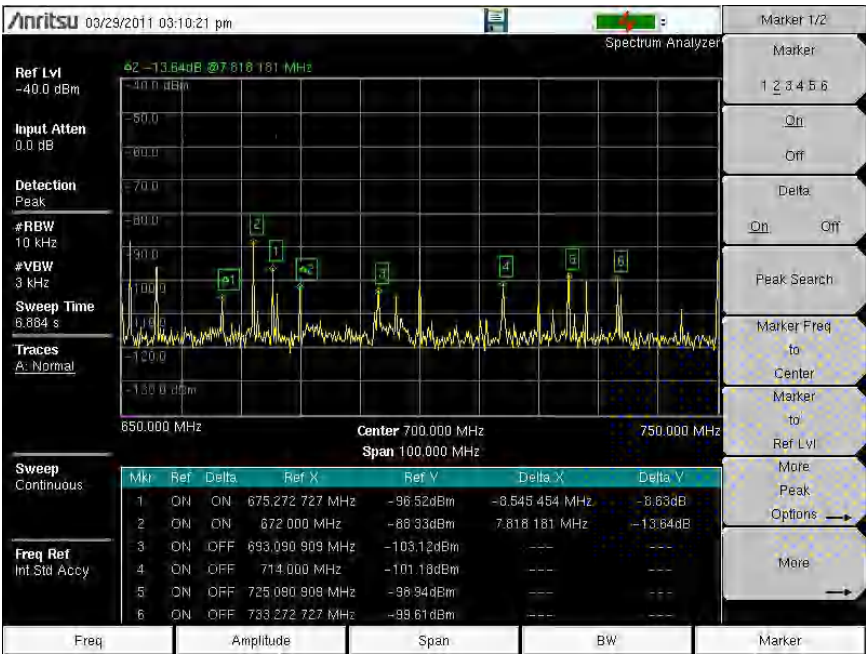 Anritsu 03/29/2011 03:10:21 pm
Spectrum Analyzer
Ref Lvl
-40.0 dBm
Input Atten
0.0 dB
Detection
Peak
#RBW
10 kHz
#VBW
3 kHz
Sweep Time
6.884 s
Traces
A: Normal
Sweep
Continuous
Freq Ref
Int Std Accy
Δ2 -13.64dB @7.818 181 MHz
-40.0 dBm
-50.0
-60.0
-70.0
-80.0
-90.0
-100.0
-120.0
-130.0 dBm
2
1
Δ1
Δ2
3
4
5
6
650.000 MHz
Center 700.000 MHz
750.000 MHz
Span 100.000 MHz
Mkr Ref Delta Ref X Ref Y Delta X Delta Y
1 ON ON 675.272 727 MHz -96.52dBm -8.545 454 MHz -8.63dB
2 ON ON 672.000 MHz 7.818 181 MHz -13.64dB
3 ON OFF 693.090 909 MHz -103.12dBm --- ---
4 ON OFF 714.000 MHz -101.18dBm --- ---
5 ON OFF 725.090 909 MHz -98.94dBm --- ---
6 ON OFF 733.272 727 MHz -99.61dBm --- ---
Marker 1/2
Marker
1 2 3 4 5 6
On
Off
Delta
On Off
Peak Search
Marker Freq
to
Center
Marker
to
Ref Lvl
More
Peak
Options
More
Freq
Amplitude
Span
BW
Marker